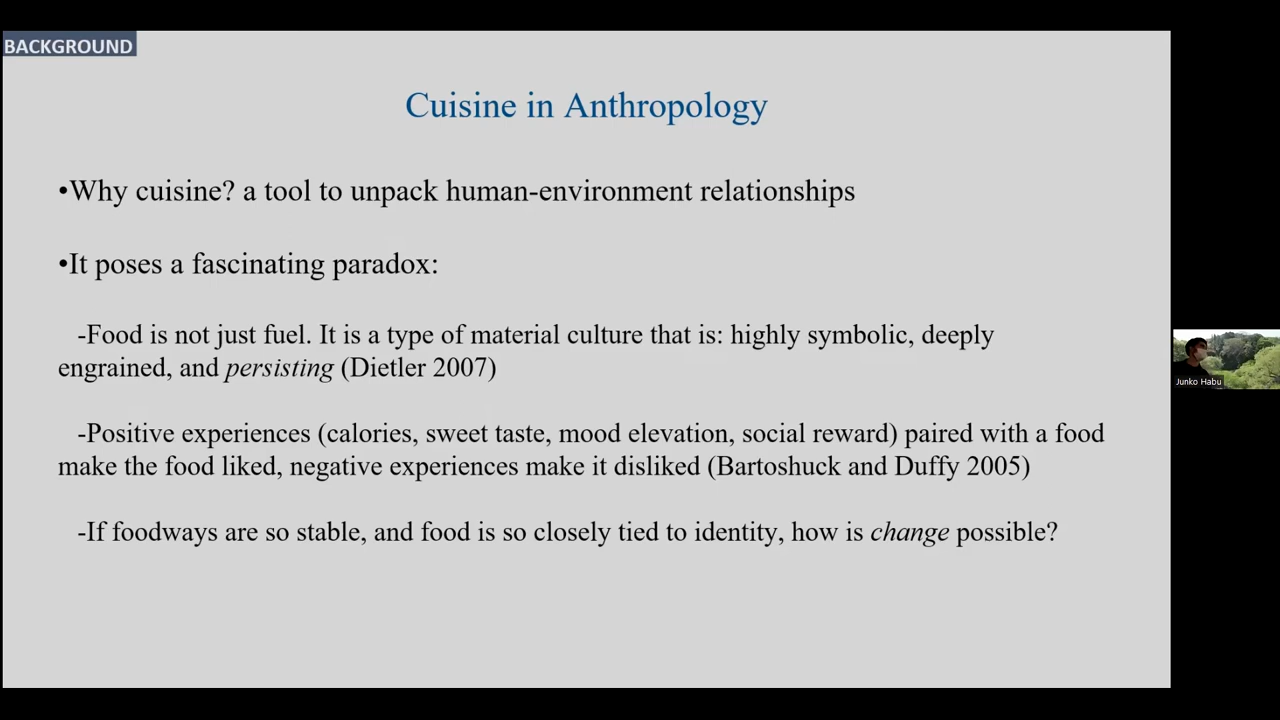 BACKGROUND
Cuisine in Anthropology
•Why cuisine? a tool to unpack human-environment relationships
•It poses a fascinating paradox:
-Food is not just fuel. It is a type of material culture that is: highly symbolic, deeply
engrained, and persisting (Dietler 2007)
-Positive experiences (calories, sweet taste, mood elevation, social reward) paired with a food
make the food liked, negative experiences make it disliked (Bartoshuck and Duffy 2005)
-If foodways are so stable, and food is so closely tied to identity, how is change possible?
Junko Habu